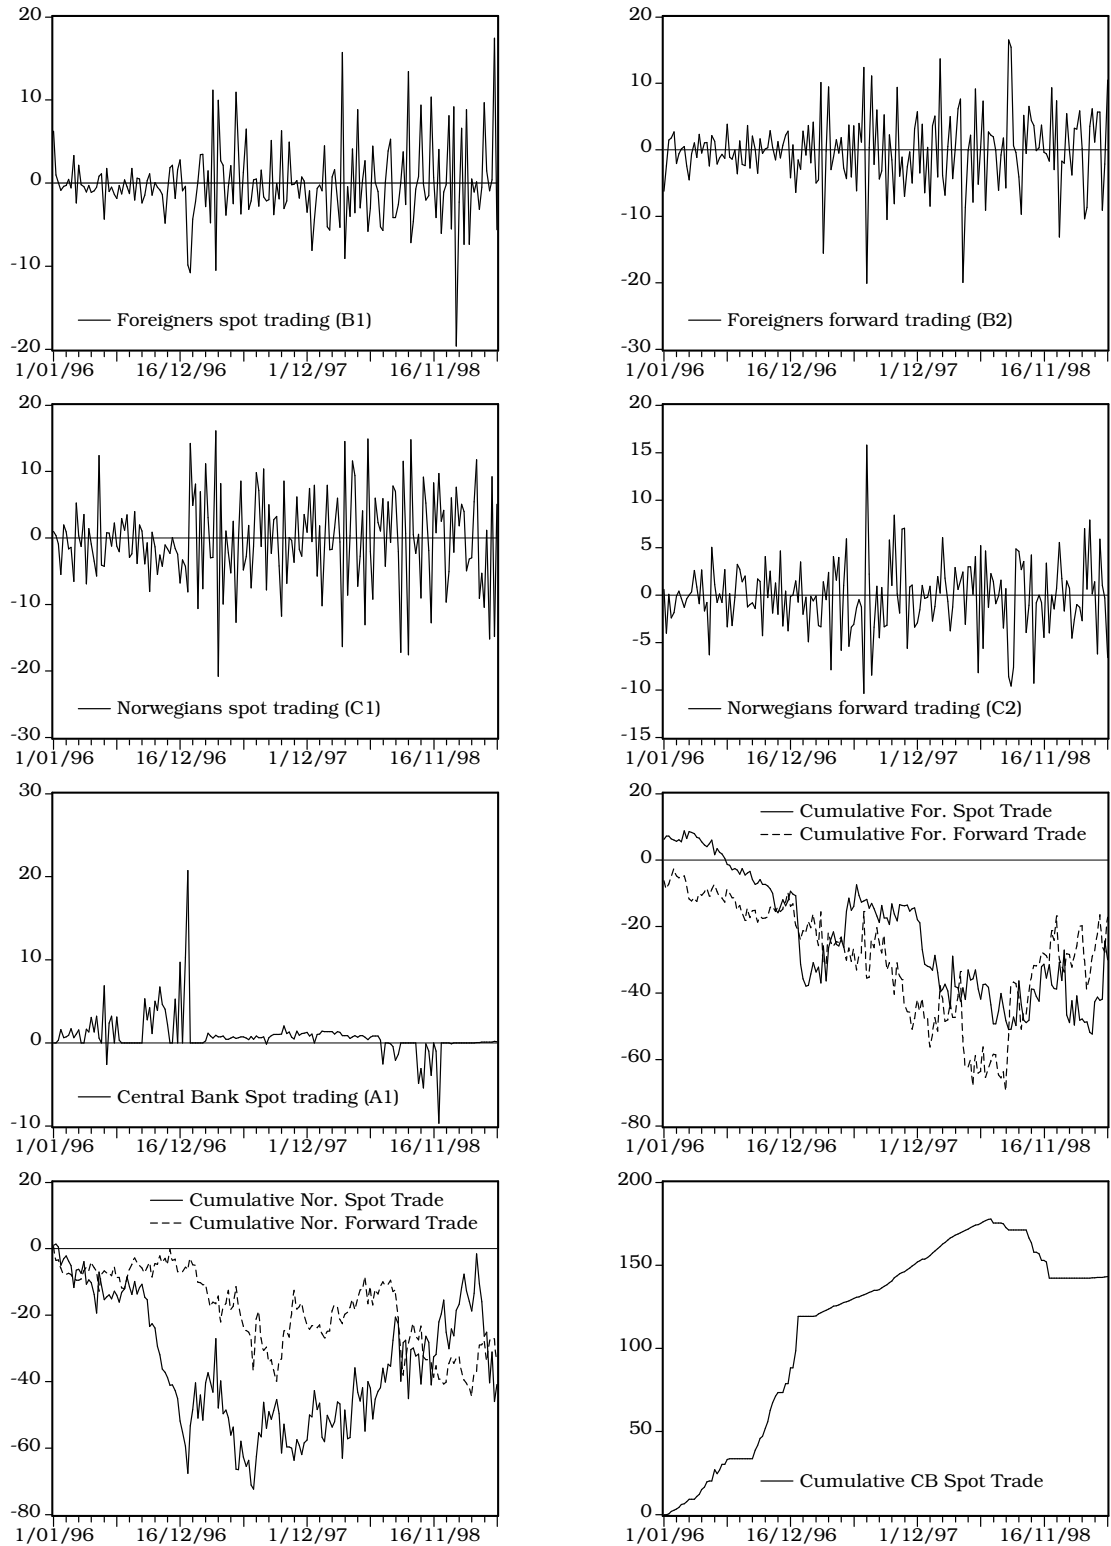 20
10
0
-10
-20
Foreigners spot trading (B1)
1/01/96 16/12/96 1/12/97 16/11/98
20
10
0
-10
-20
-30
Foreigners forward trading (B2)
1/01/96 16/12/96 1/12/97 16/11/98
20
10
0
-10
-20
-30
Norwegians spot trading (C1)
1/01/96 16/12/96 1/12/97 16/11/98
20
15
10
5
0
-5
-10
-15
Norwegians forward trading (C2)
1/01/96 16/12/96 1/12/97 16/11/98
30
20
10
0
-10
Central Bank Spot trading (A1)
1/01/96 16/12/96 1/12/97 16/11/98
20
0
-20
-40
-60
-80
Cumulative For. Spot Trade
Cumulative For. Forward Trade
1/01/96 16/12/96 1/12/97 16/11/98
20
0
-20
-40
-60
-80
Cumulative Nor. Spot Trade
Cumulative Nor. Forward Trade
1/01/96 16/12/96 1/12/97 16/11/98
200
150
100
50
0
Cumulative CB Spot Trade
1/01/96 16/12/96 1/12/97 16/11/98